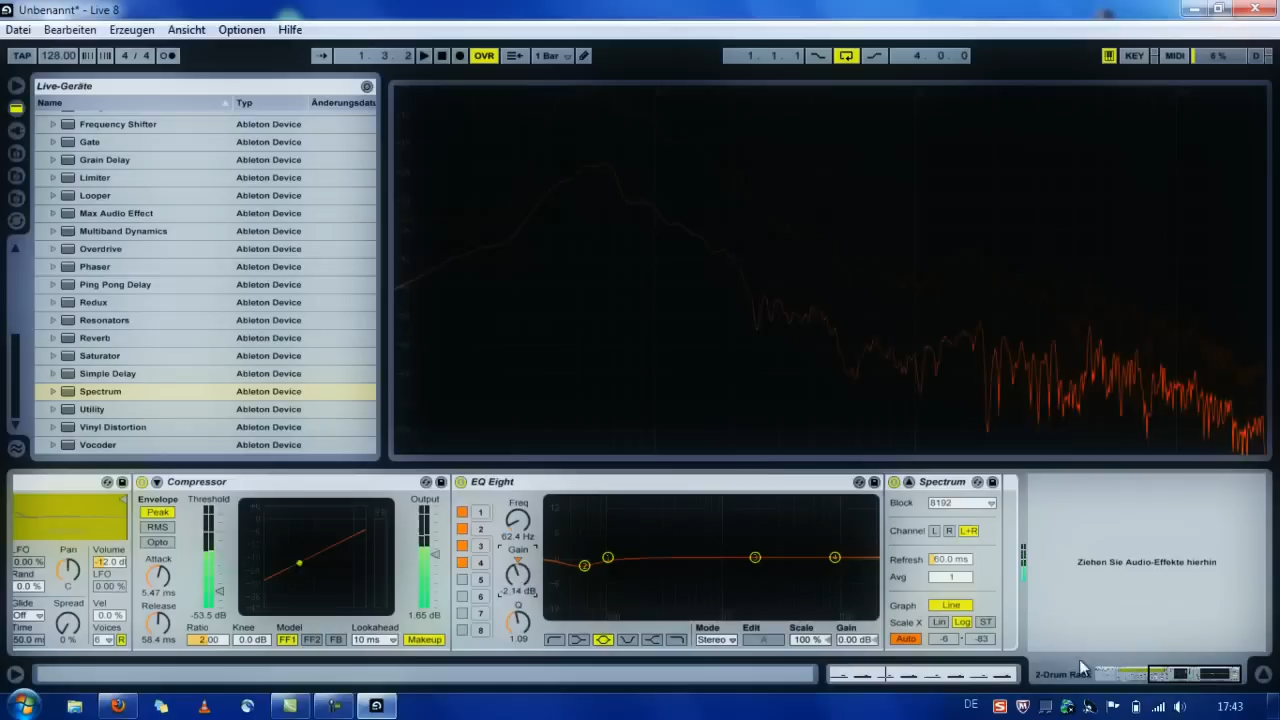 Unbenannt* - Live 8
Datei Bearbeiten Erzeugen Ansicht Optionen Hilfe
TAP 128.00 4 / 4 1. 3. 2 OVR 1 Bar 1. 1. 1 4. 0. 0 KEY MIDI 6 % D
Live-Geräte
Name Typ Änderungsdatu
Frequency Shifter Ableton Device
Gate Ableton Device
Grain Delay Ableton Device
Limiter Ableton Device
Looper Ableton Device
Max Audio Effect Ableton Device
Multiband Dynamics Ableton Device
Overdrive Ableton Device
Phaser Ableton Device
Ping Pong Delay Ableton Device
Redux Ableton Device
Resonators Ableton Device
Reverb Ableton Device
Saturator Ableton Device
Simple Delay Ableton Device
Spectrum Ableton Device
Utility Ableton Device
Vinyl Distortion Ableton Device
Vocoder Ableton Device
LFO Pan Volume
0.00 % -12.0 d
Rand LFO
0.0 % C 0.00 %
Glide Spread Vel
Off 0.0 %
Time Voices
50.0 m 0 % 6 R
Compressor
Envelope Threshold Output
Peak
RMS
Opto
Attack
5.47 ms
Release
58.4 ms -53.5 dB 1.65 dB
Ratio Knee Model Lookahead
2.00 0.0 dB FF1 FF2 FB 10 ms Makeup
EQ Eight
1 2 3 4 5 6 7 8
Freq
62.4 Hz
Gain
-2.14 dB
Q
1.09
Mode Edit Scale Gain
Stereo A 100 % 0.00 dB
Spectrum
Block 8192
Channel L R L+R
Refresh 60.0 ms
Avg 1
Graph Line
Scale X Lin Log ST
Auto -6 - -83
Ziehen Sie Audio-Effekte hierhin
2-Drum Rack
DE 17:43